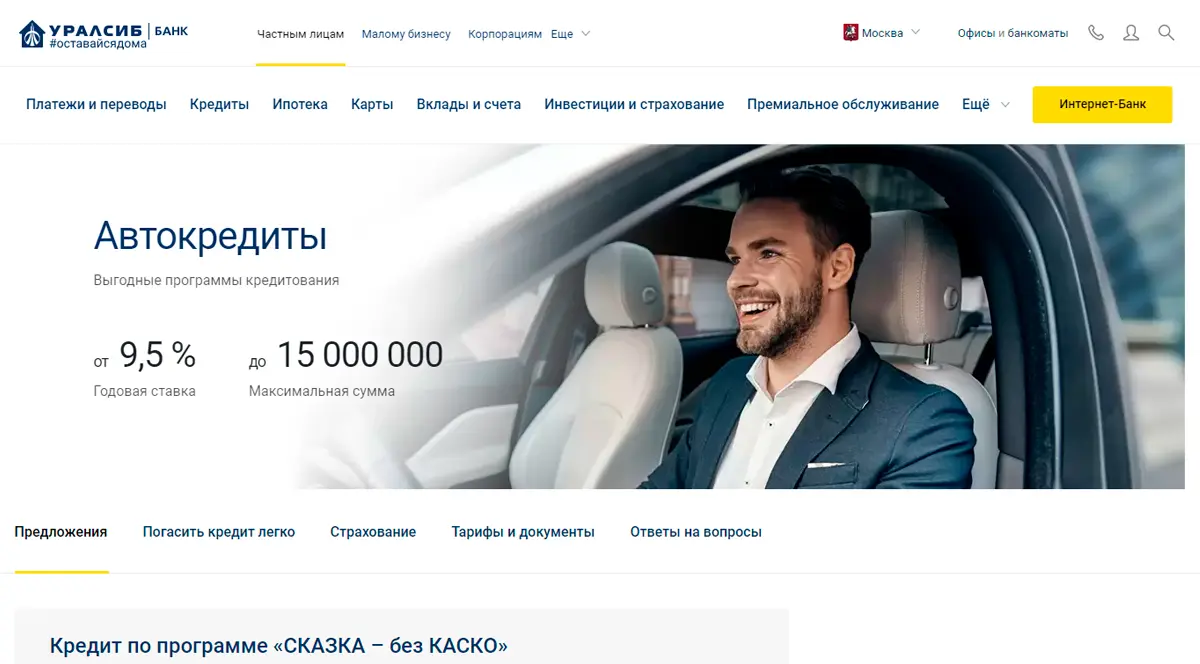 УРАЛСИБ | БАНК
#оставайсядома
Частным лицам Малому бизнесу Корпорациям Еще
Москва
Офисы и банкоматы
Платежи и переводы Кредиты Ипотека Карты Вклады и счета Инвестиции и страхование Премиальное обслуживание Ещё Интернет-Банк
Автокредиты
Выгодные программы кредитования
от 9,5 % до 15 000 000
Годовая ставка Максимальная сумма
Предложения Погасить кредит легко Страхование Тарифы и документы Ответы на вопросы
Кредит по программе «СКАЗКА – без КАСКО»